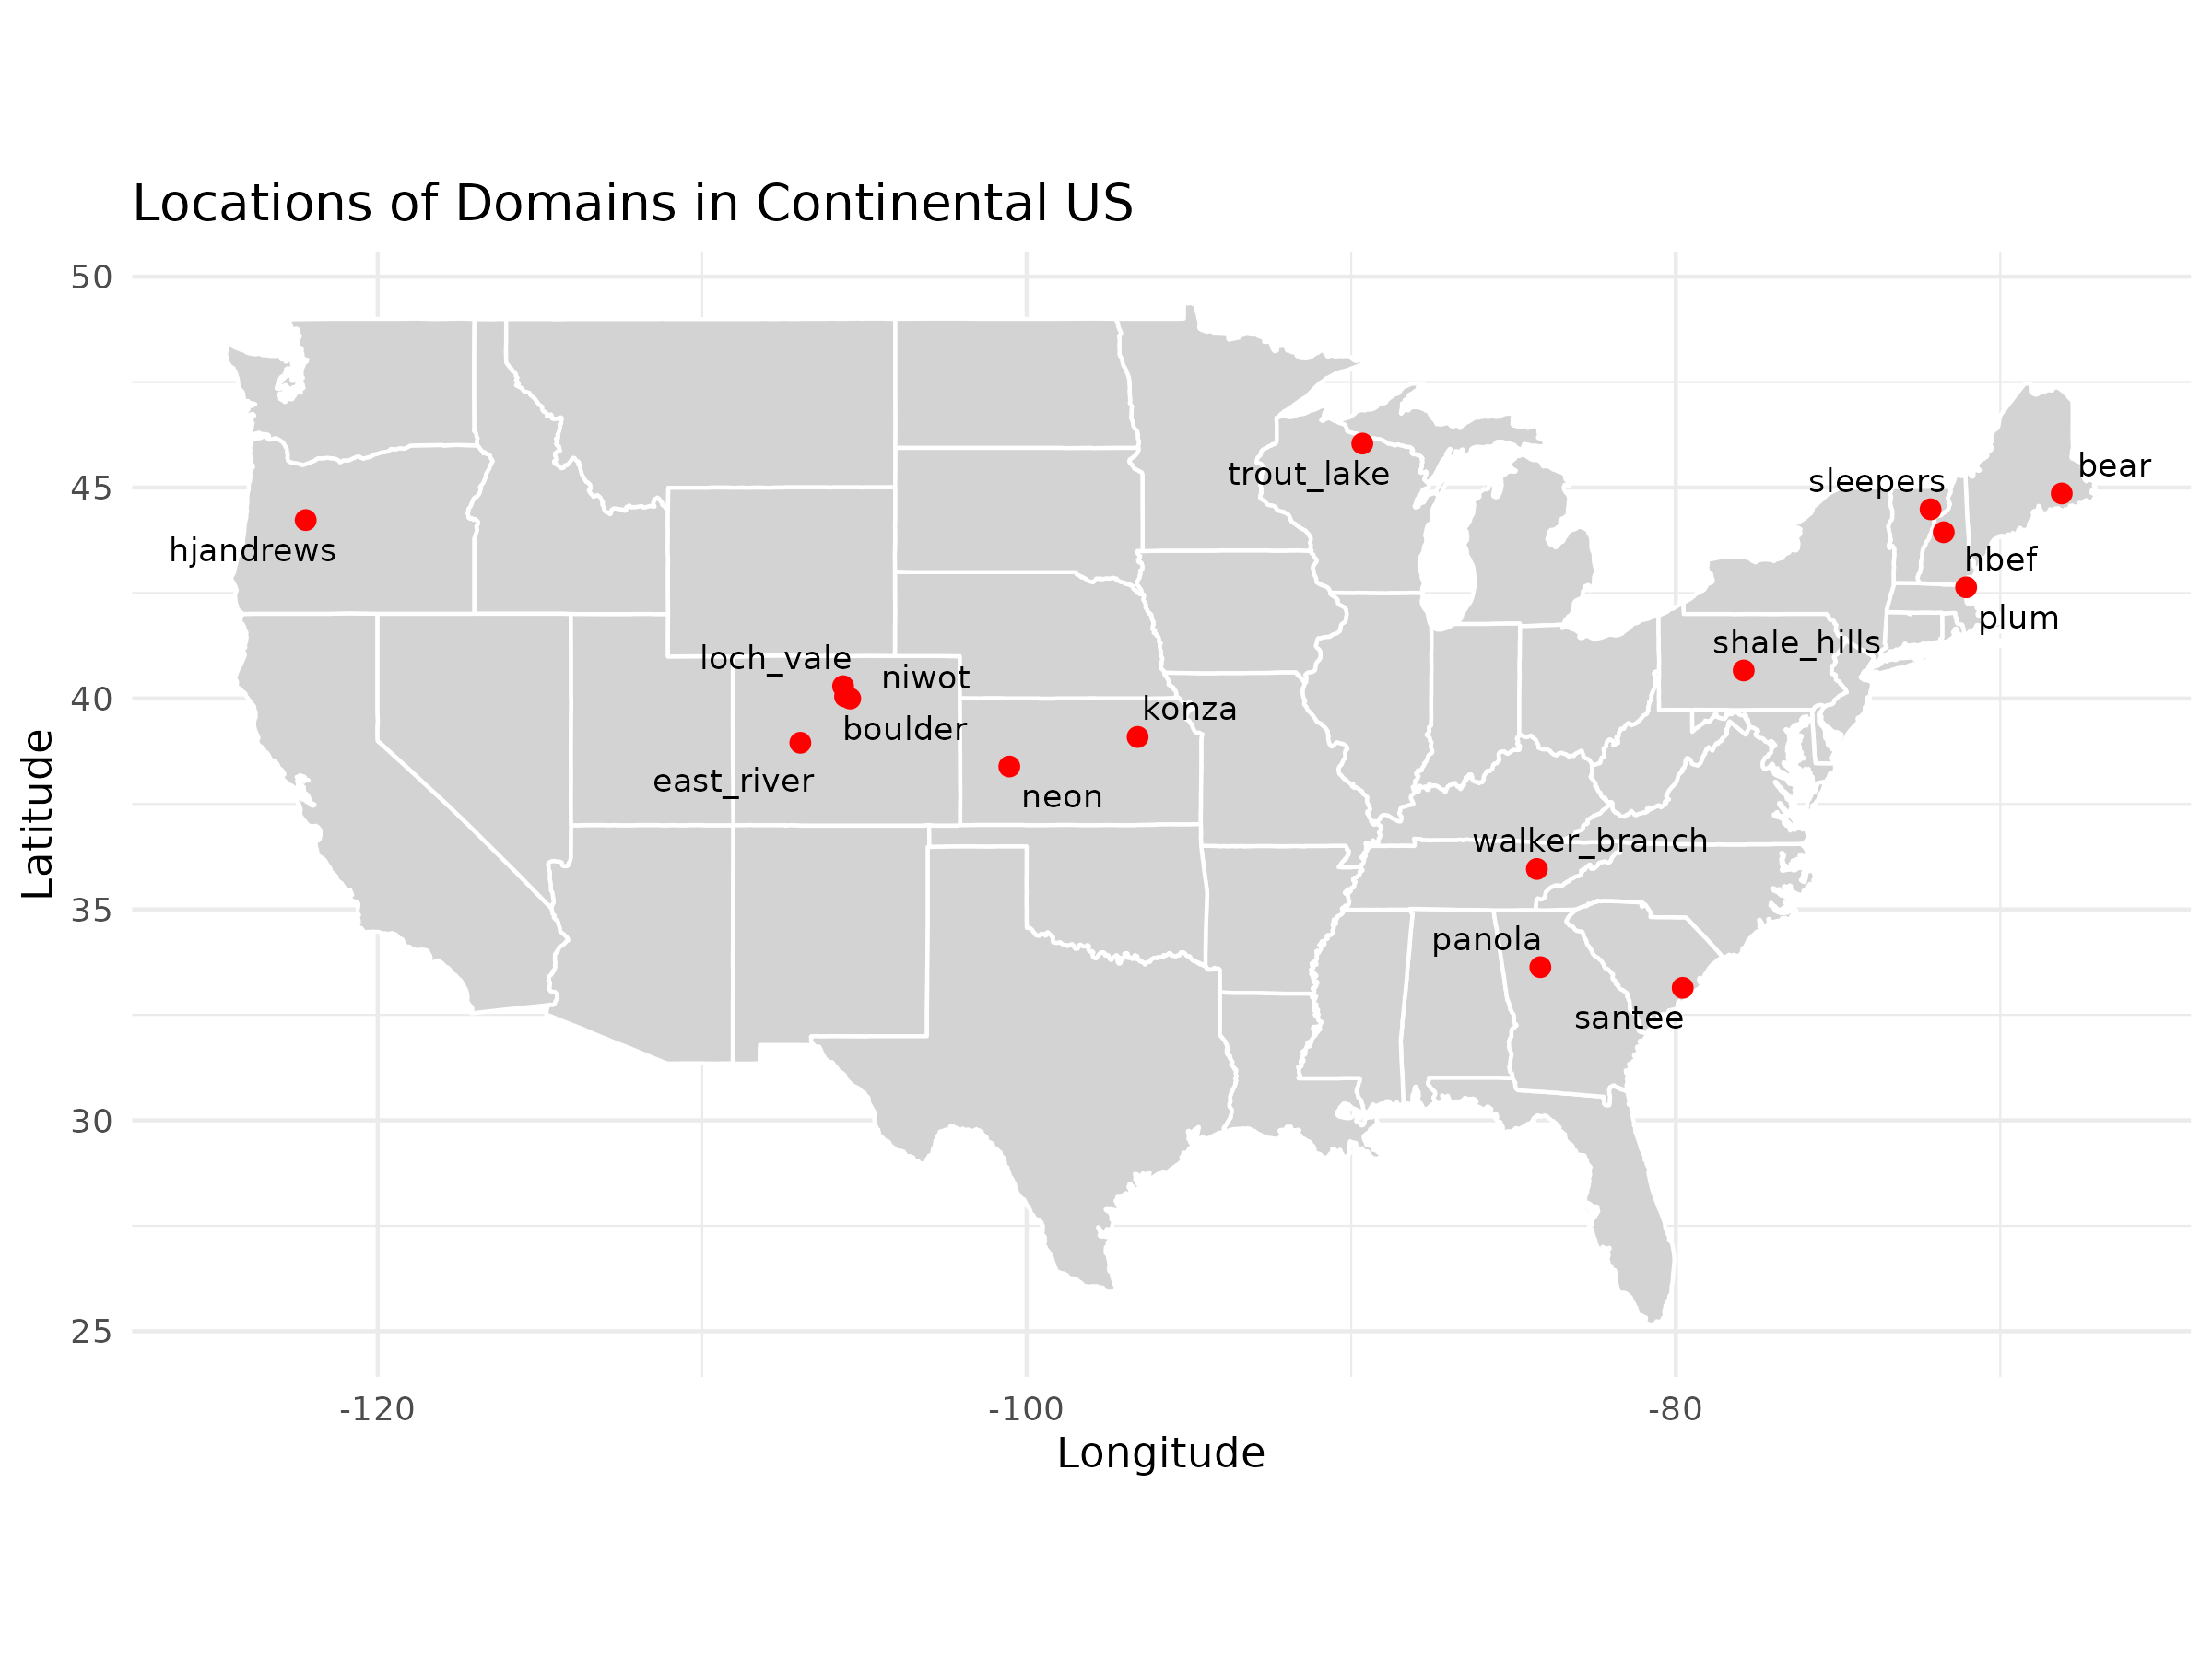 Locations of Domains in Continental US
50
45
40
35
30
25
Latitude
trout_lake
bear
sleepers
hjandrews
hbef
plum
shale_hills
loch_vale
niwot
konza
boulder
east_river
neon
walker_branch
panola
santee
-120
-100
-80
Longitude